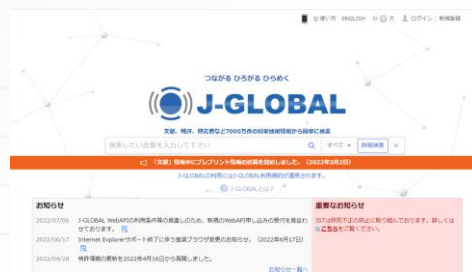 使い方 ENGLISH 小 中 大 ログイン 新規登録
つながる ひろがる ひらめく
J-GLOBAL
文献、特許、研究者など7000万件の科学技術情報から簡単に検索
検索したい言葉を入力して下さい すべて 詳細検索 ×
「文献」情報中にプレプリント情報の搭載を開始しました。(2022年3月2日)
J-GLOBALの利用にはJ-GLOBAL利用規約が適用されます。
J-GLOBALとは?
お知らせ
2022/07/06 J-GLOBAL WebAPIの利用条件等の見直しのため、新規のWebAPI申し込みの受付を見合わ
せております。
2022/06/17 Internet Explorerサポート終了に伴う推奨ブラウザ変更のお知らせ。(2022年6月17日)
2022/04/28 特許情報の更新を2022年4月16日から再開しました。
お知らせ一覧へ
重要なお知らせ
JSTは研究不正の防止に取り組んでおります。詳しくは
こちらをご覧ください。